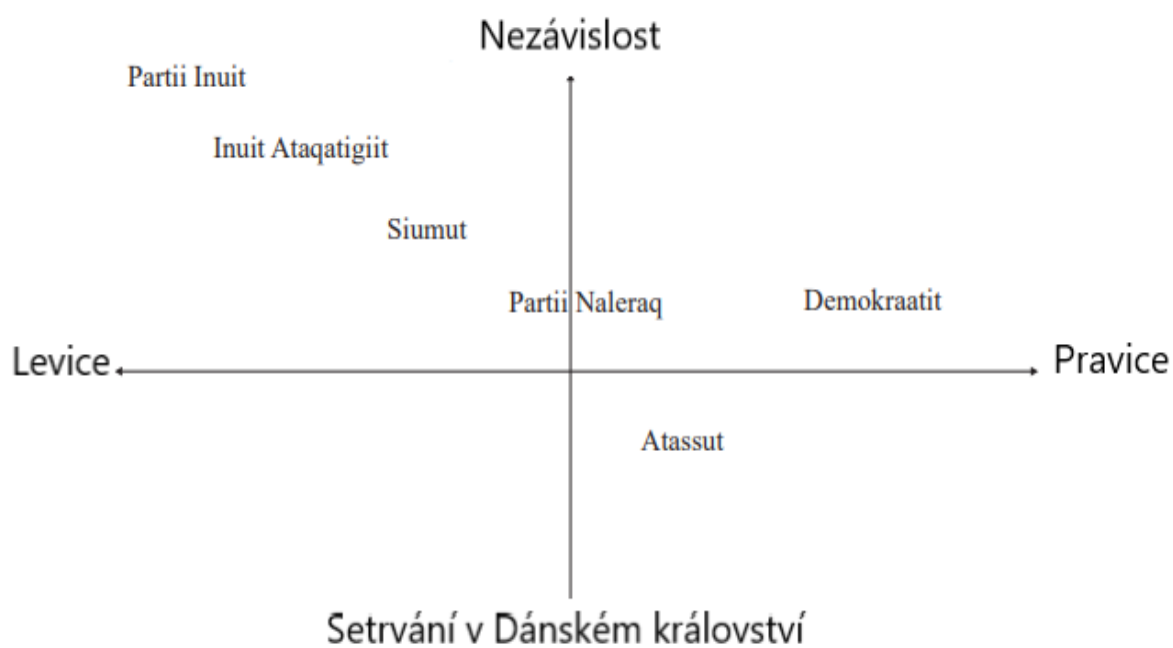 Nezávislost
Partii Inuit
Inuit Ataqatigiit
Siumut
Partii Naleraq
Demokraatit
Levice
Pravice
Atassut
Setrvání v Dánském království